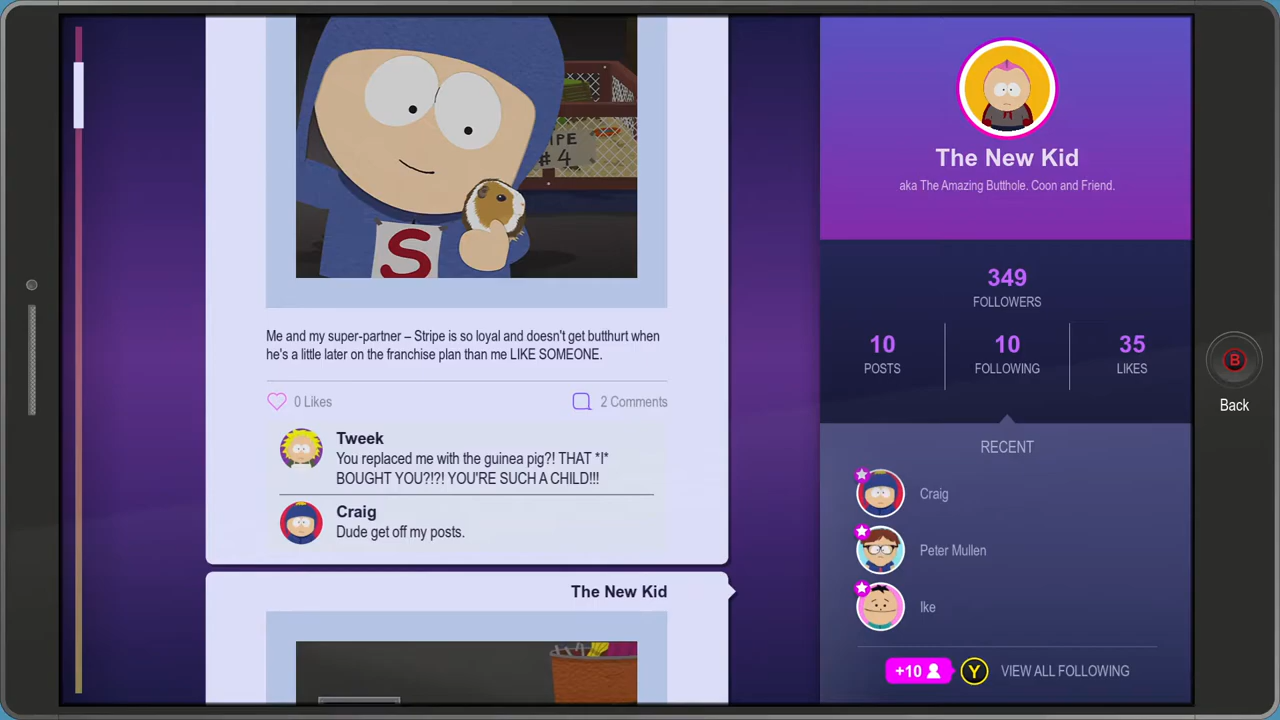 STRIPE
# 4
S
Me and my super-partner – Stripe is so loyal and doesn't get butthurt when
he's a little later on the franchise plan than me LIKE SOMEONE.
0 Likes
2 Comments
Tweek
You replaced me with the guinea pig?! THAT *I*
BOUGHT YOU?!?! YOU'RE SUCH A CHILD!!!
Craig
Dude get off my posts.
The New Kid
The New Kid
aka The Amazing Butthole. Coon and Friend.
349
FOLLOWERS
10
POSTS
10
FOLLOWING
35
LIKES
RECENT
Craig
Peter Mullen
Ike
+10
Y
VIEW ALL FOLLOWING
B
Back